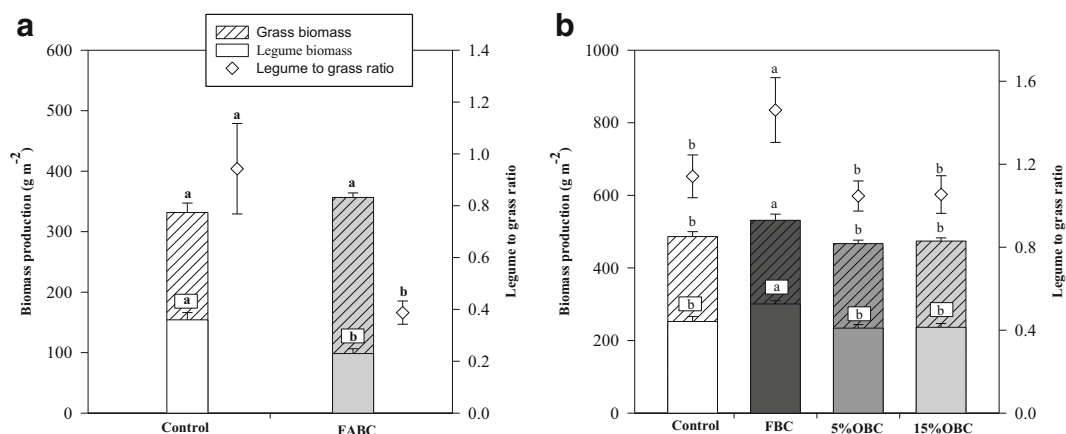 a
Grass biomass
Legume biomass
Legume to grass ratio
Biomass production (g m-2)
600
500
400
300
200
100
0
a
a
a
a
b
b
Control
FABC
1.4
1.2
1.0
0.8
0.6
0.4
0.2
0.0
Legume to grass ratio
b
Biomass production (g m-2)
1000
800
600
400
200
0
b
b
b
a
a
a
b
b
b
b
b
b
Control
FBC
5%OBC
15%OBC
1.6
1.2
0.8
0.4
0.0
Legume to grass ratio